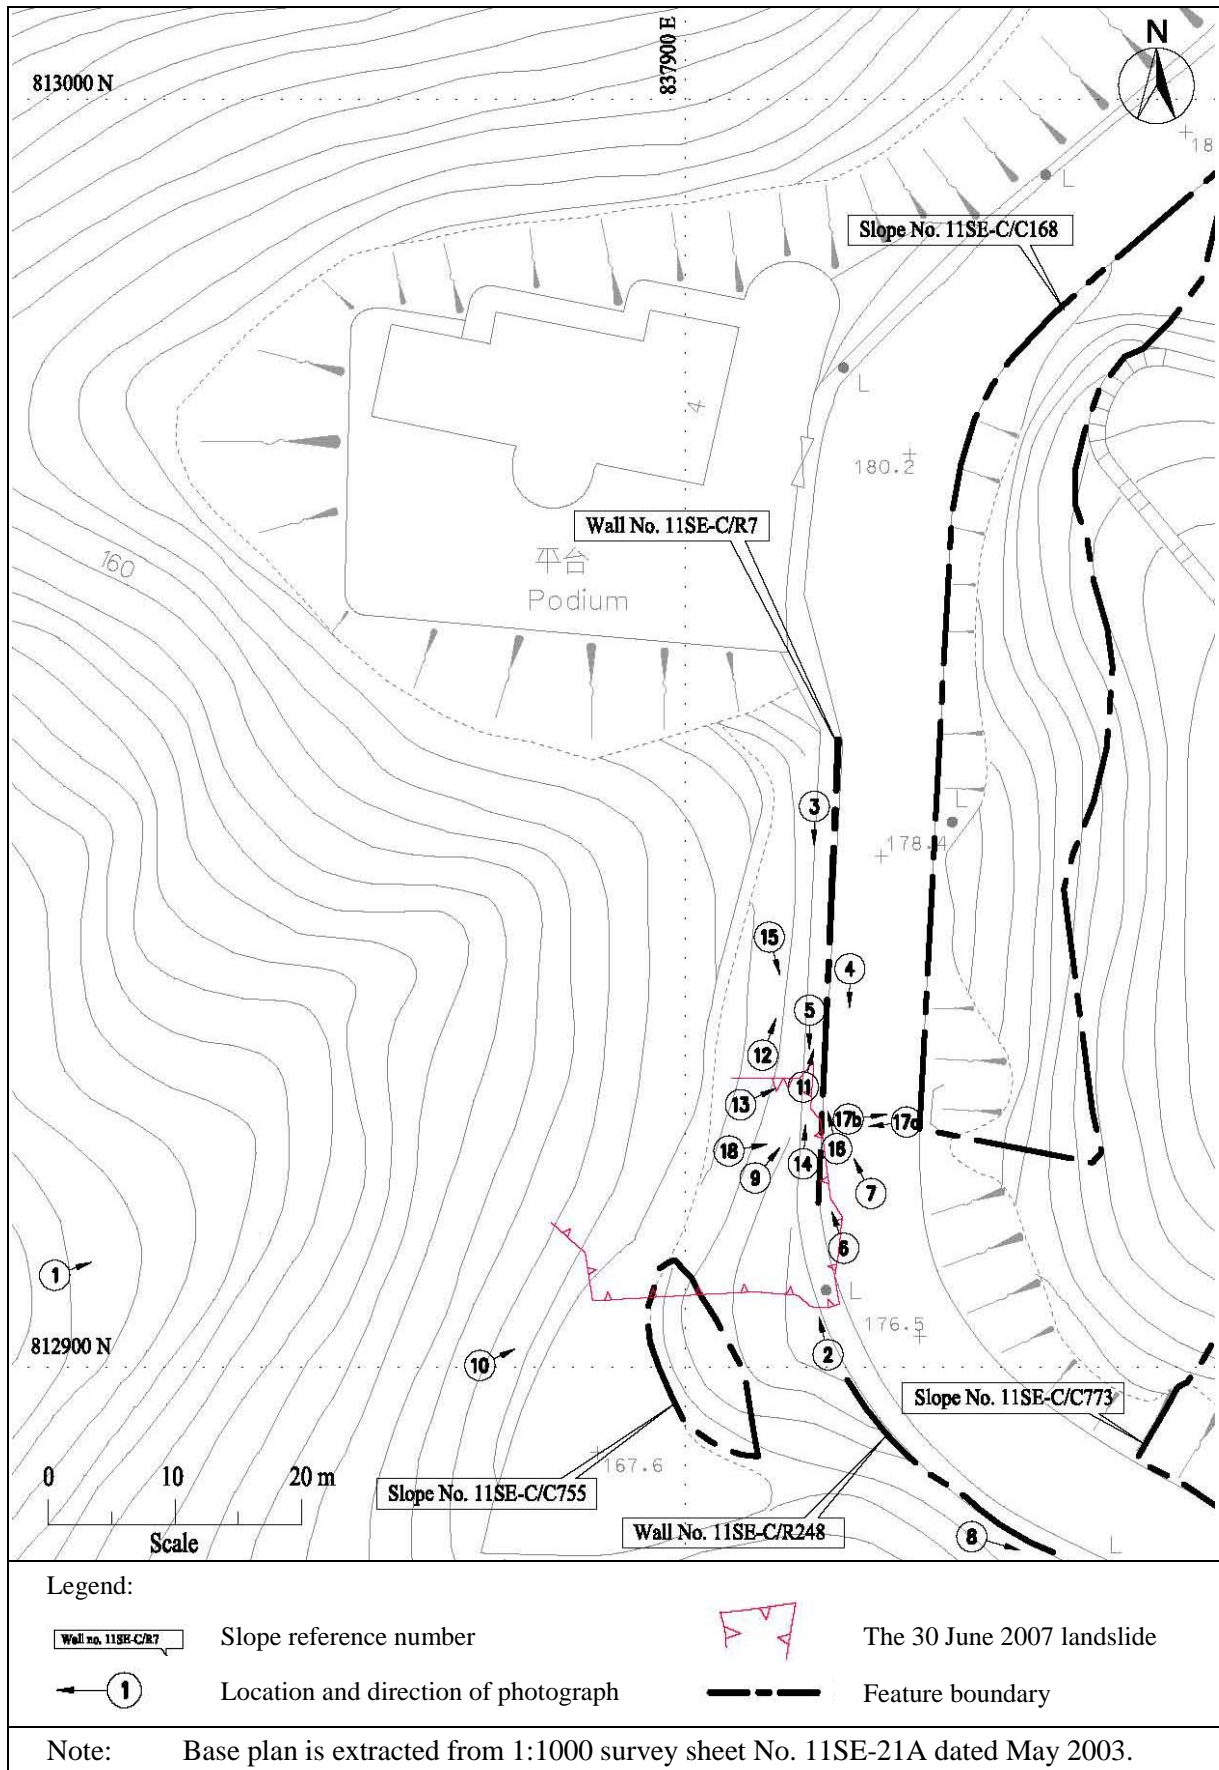 837900 E
N
813000 N
18
L
Slope No. 11SE-C/C168
L
4
180.2
Wall No. 11SE-C/R7
平台
Podium
160
3
L
178.4
15
4
5
12
11
13
17b
17a
18
14
16
9
7
6
1
L
176.5
812900 N
2
10
Slope No. 11SE-C/C773
0 10 20 m
Scale
167.6
Slope No. 11SE-C/C755
Wall No. 11SE-C/R248
8
L
Legend:
Wall no. 11SE-C/R7
Slope reference number
The 30 June 2007 landslide
1
Location and direction of photograph
Feature boundary
Note: Base plan is extracted from 1:1000 survey sheet No. 11SE-21A dated May 2003.